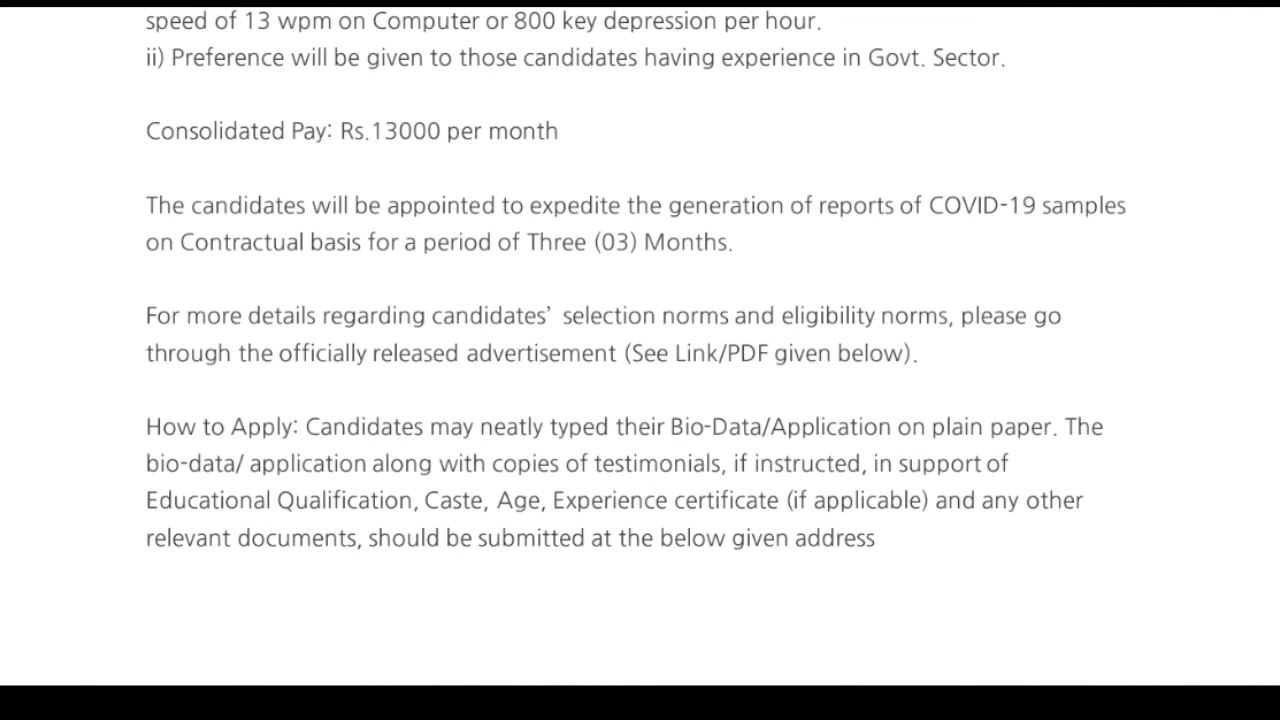 speed of 13 wpm on Computer or 800 key depression per hour.
ii) Preference will be given to those candidates having experience in Govt. Sector.
Consolidated Pay: Rs.13000 per month
The candidates will be appointed to expedite the generation of reports of COVID-19 samples
on Contractual basis for a period of Three (03) Months.
For more details regarding candidates’ selection norms and eligibility norms, please go
through the officially released advertisement (See Link/PDF given below).
How to Apply: Candidates may neatly typed their Bio-Data/Application on plain paper. The
bio-data/ application along with copies of testimonials, if instructed, in support of
Educational Qualification, Caste, Age, Experience certificate (if applicable) and any other
relevant documents, should be submitted at the below given address